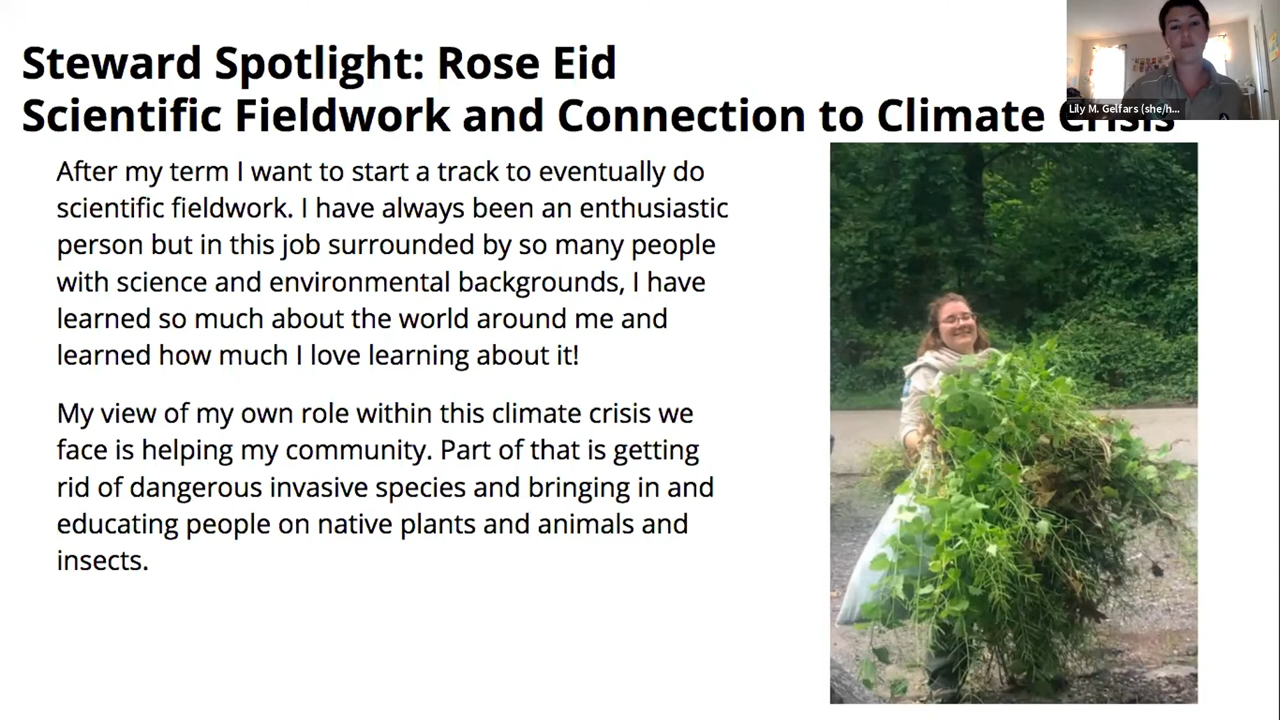 Steward Spotlight: Rose Eid
Scientific Fieldwork and Connection to Climate Crisis
Lily M. Gelfars (she/h...
After my term I want to start a track to eventually do
scientific fieldwork. I have always been an enthusiastic
person but in this job surrounded by so many people
with science and environmental backgrounds, I have
learned so much about the world around me and
learned how much I love learning about it!
My view of my own role within this climate crisis we
face is helping my community. Part of that is getting
rid of dangerous invasive species and bringing in and
educating people on native plants and animals and
insects.